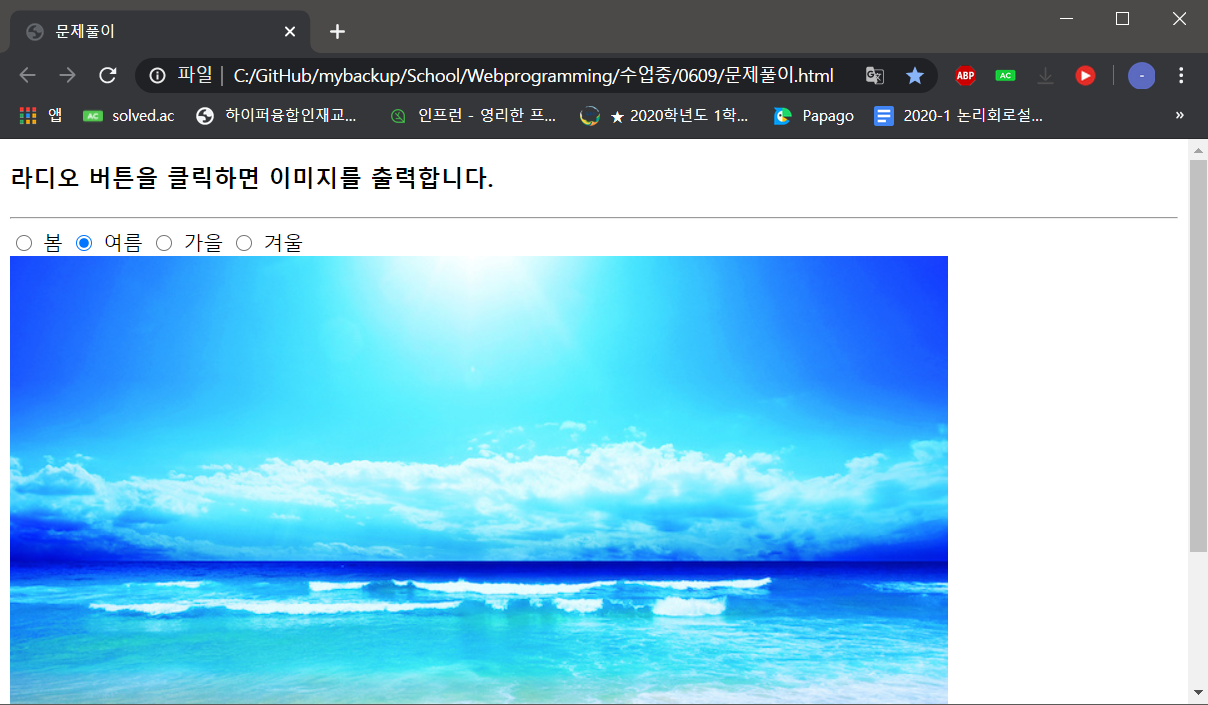 문제풀이
파일 | C:/GitHub/mybackup/School/Webprogramming/수업중/0609/문제풀이.html
ABP
AC
-
앱 AC solved.ac 하이퍼융합인재교... 인프런 - 영리한 프... ★ 2020학년도 1학... Papago 2020-1 논리회로설... »
라디오 버튼을 클릭하면 이미지를 출력합니다.
봄 여름 가을 겨울